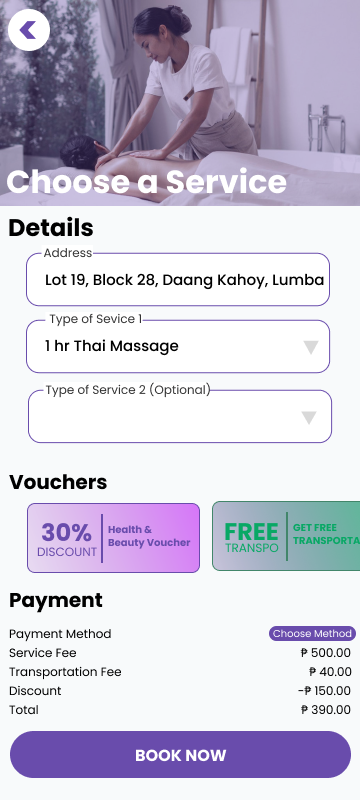 Choose a Service
Details
Address
Lot 19, Block 28, Daang Kahoy, Lumba
Type of Sevice 1
1 hr Thai Massage
Type of Service 2 (Optional)
Vouchers
30%
DISCOUNT
Health &
Beauty Voucher
FREE
TRANSPO
GET FREE
TRANSPORTA
Payment
Payment Method Choose Method
Service Fee ₱ 500.00
Transportation Fee ₱ 40.00
Discount -₱ 150.00
Total ₱ 390.00
BOOK NOW